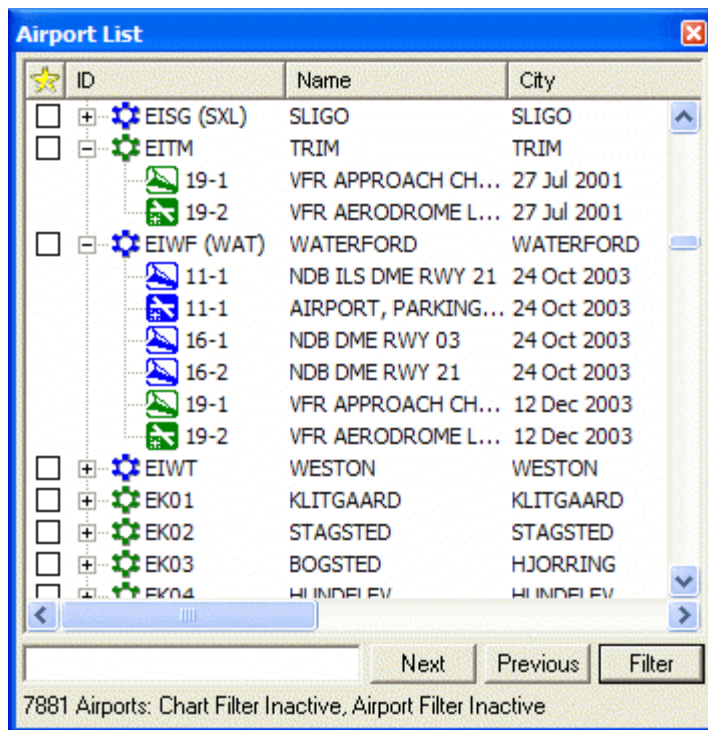 Airport List
ID Name City
EISG (SXL) SLIGO SLIGO
EITM TRIM TRIM
19-1 VFR APPROACH CH... 27 Jul 2001
19-2 VFR AERODROME L... 27 Jul 2001
EIWF (WAT) WATERFORD WATERFORD
11-1 NDB ILS DME RWY 21 24 Oct 2003
11-1 AIRPORT, PARKING... 24 Oct 2003
16-1 NDB DME RWY 03 24 Oct 2003
16-2 NDB DME RWY 21 24 Oct 2003
19-1 VFR APPROACH CH... 12 Dec 2003
19-2 VFR AERODROME L... 12 Dec 2003
EIWT WESTON WESTON
EK01 KLITGAARD KLITGAARD
EK02 STAGSTED STAGSTED
EK03 BOGSTED HJORRING
EK04 HUNDELEV HUNDELEV
Next Previous Filter
7881 Airports: Chart Filter Inactive, Airport Filter Inactive